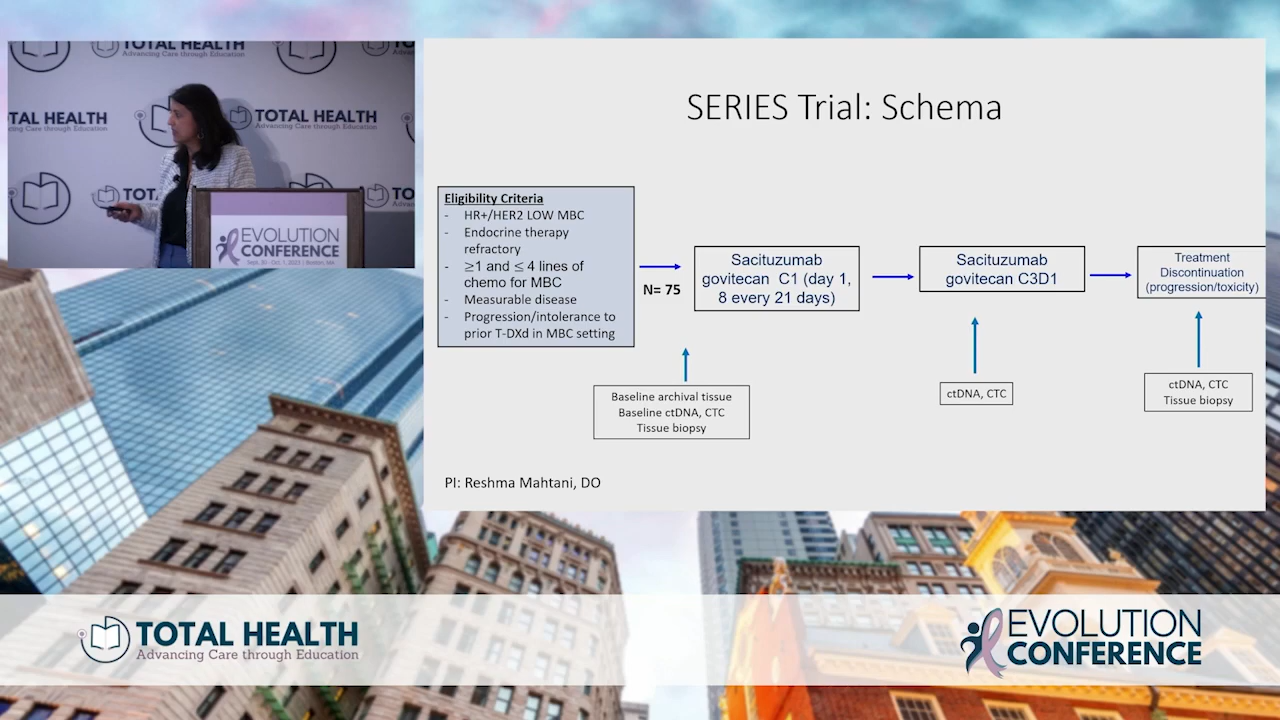 TOTAL HEALTH
Advancing Care through Education
TAL HEALTH
TOTAL HEALTH
Advancing Care through Education
EVOLUTION
CONFERENCE
SERIES Trial: Schema
Eligibility Criteria
- HR+/HER2 LOW MBC
- Endocrine therapy
refractory
- ≥1 and ≤ 4 lines of
chemo for MBC
- Measurable disease
- Progression/intolerance to
prior T-DXd in MBC setting
N= 75
Sacituzumab
govitecan C1 (day 1,
8 every 21 days)
Sacituzumab
govitecan C3D1
Treatment
Discontinuation
(progression/toxicity)
Baseline archival tissue
Baseline ctDNA, CTC
Tissue biopsy
ctDNA, CTC
ctDNA, CTC
Tissue biopsy
PI: Reshma Mahtani, DO
TOTAL HEALTH
Advancing Care through Education
EVOLUTION
CONFERENCE